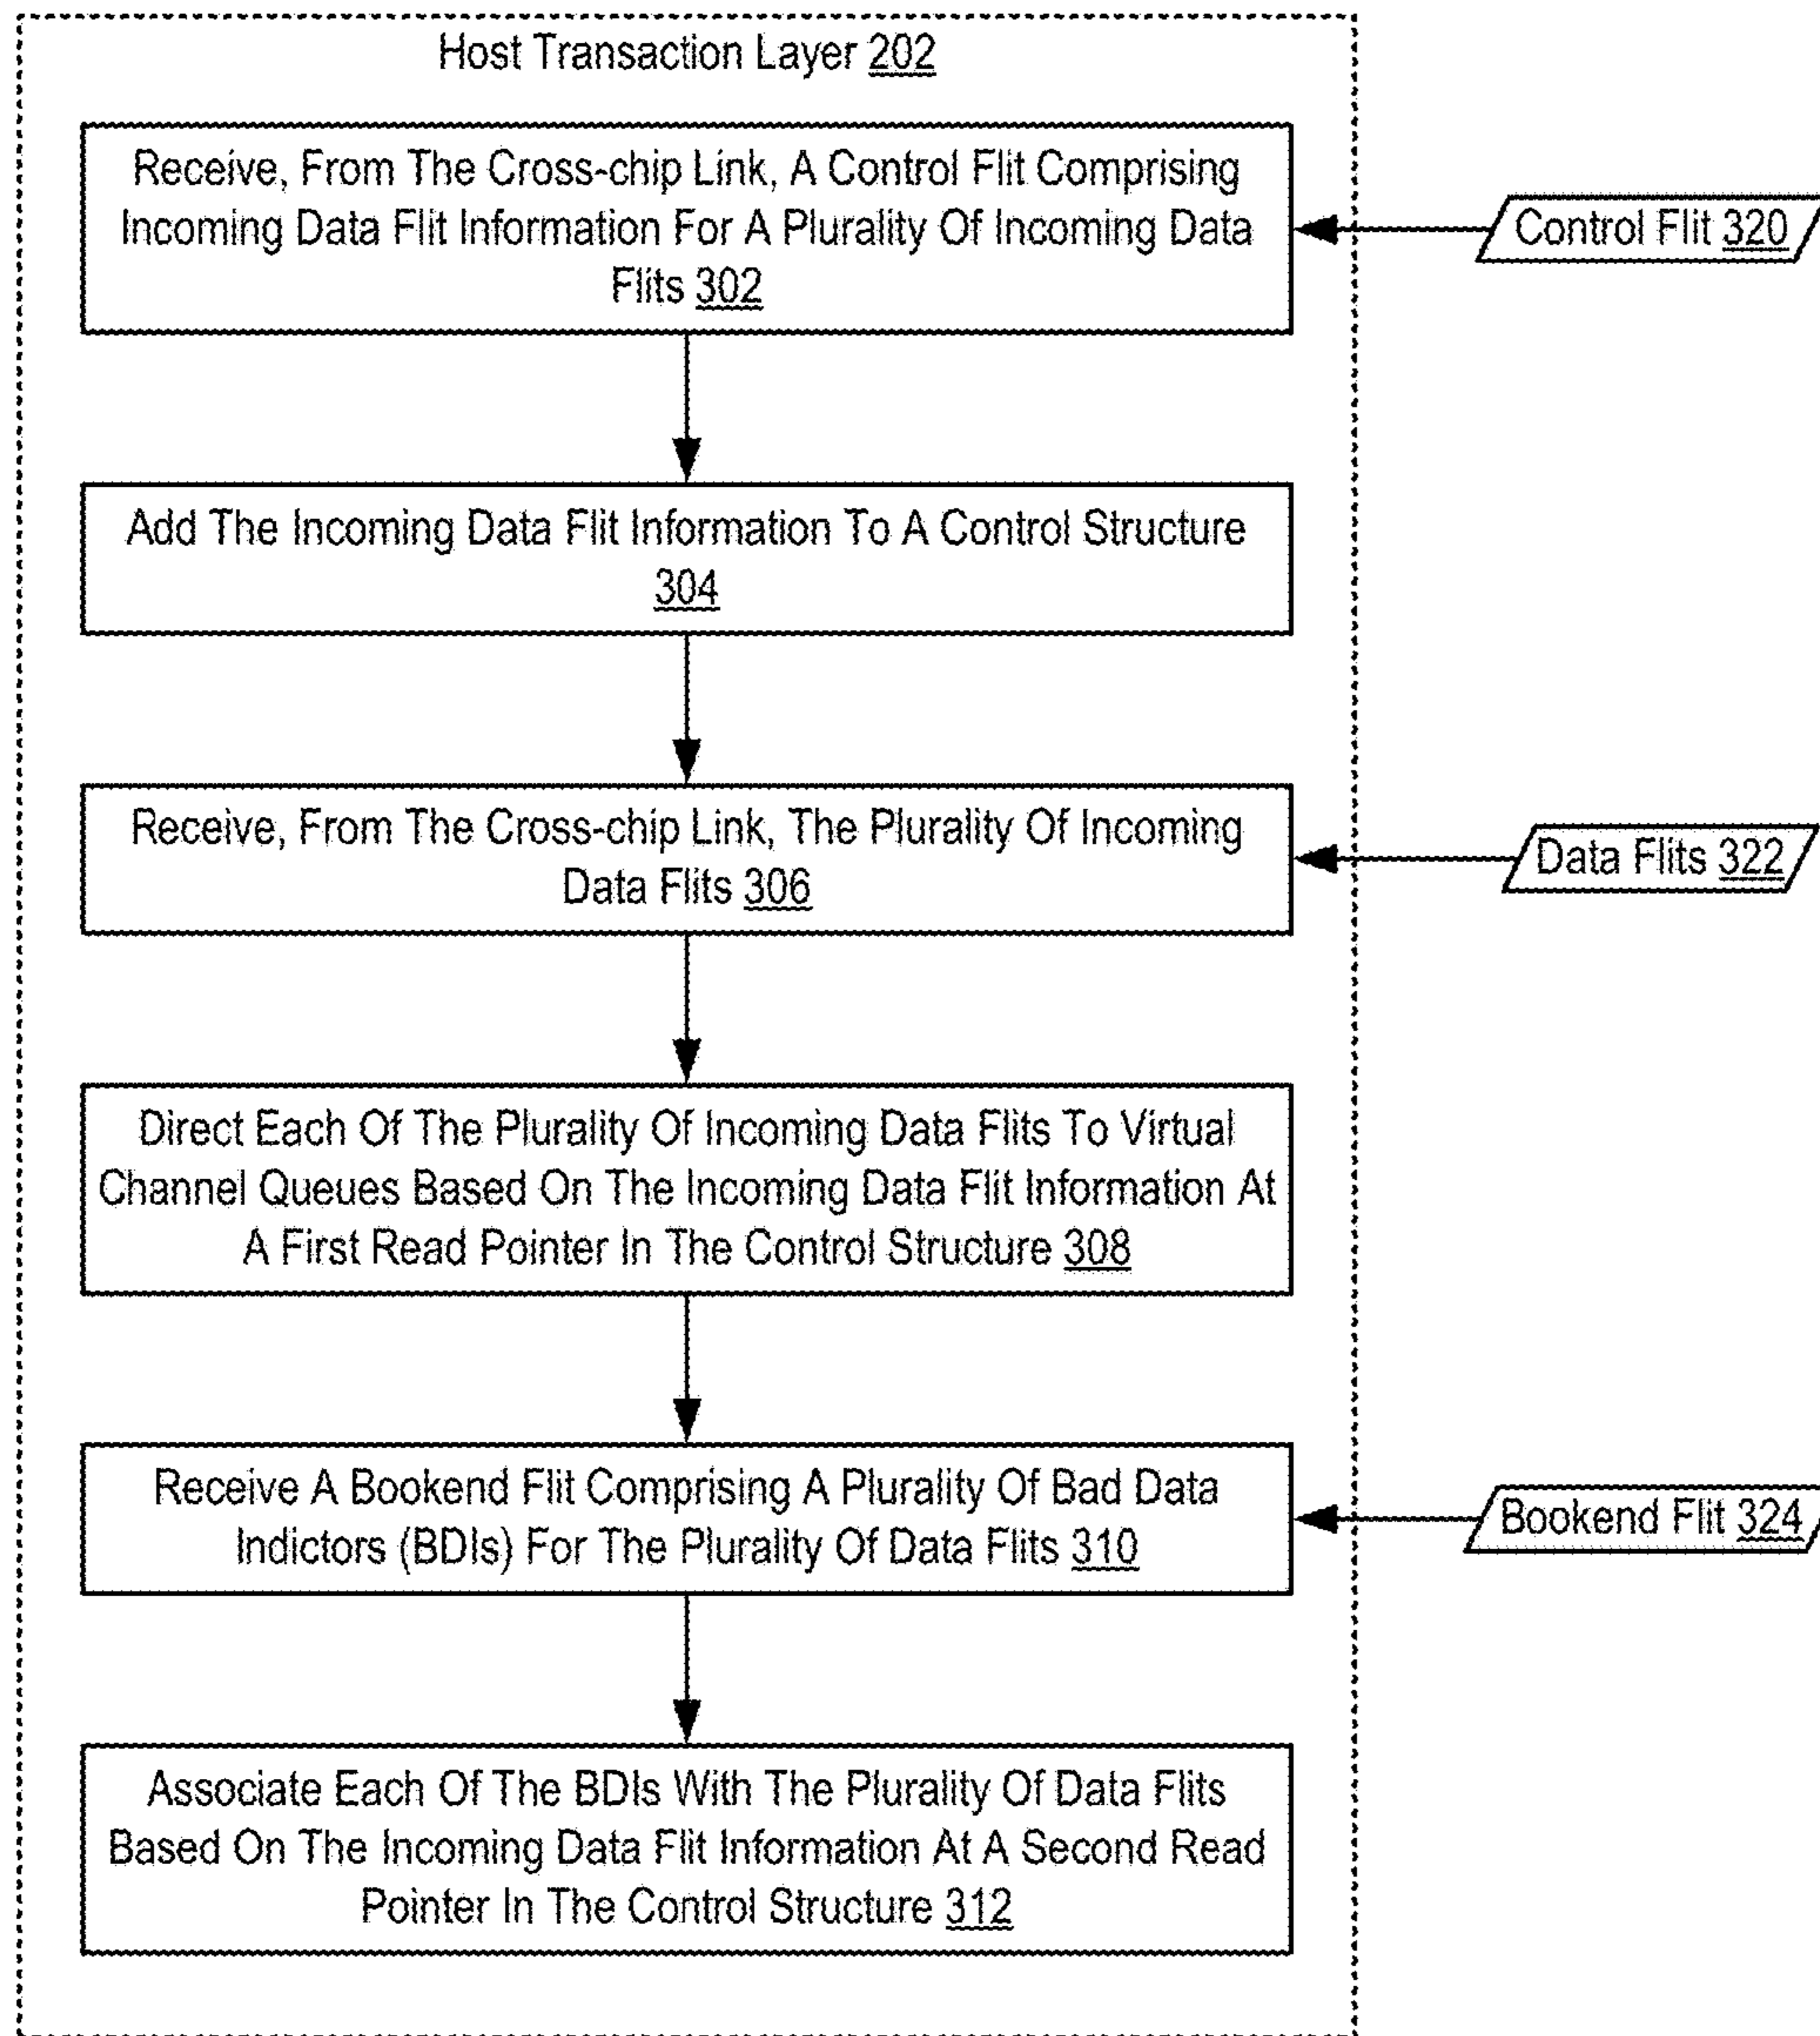 Host Transaction Layer 202
Receive, From The Cross-chip Link, A Control Flit Comprising
Incoming Data Flit Information For A Plurality Of Incoming Data
Flits 302
Control Flit 320
Add The Incoming Data Flit Information To A Control Structure
304
Receive, From The Cross-chip Link, The Plurality Of Incoming
Data Flits 306
Data Flits 322
Direct Each Of The Plurality Of Incoming Data Flits To Virtual
Channel Queues Based On The Incoming Data Flit Information At
A First Read Pointer In The Control Structure 308
Receive A Bookend Flit Comprising A Plurality Of Bad Data
Indictors (BDIs) For The Plurality Of Data Flits 310
Bookend Flit 324
Associate Each Of The BDIs With The Plurality Of Data Flits
Based On The Incoming Data Flit Information At A Second Read
Pointer In The Control Structure 312